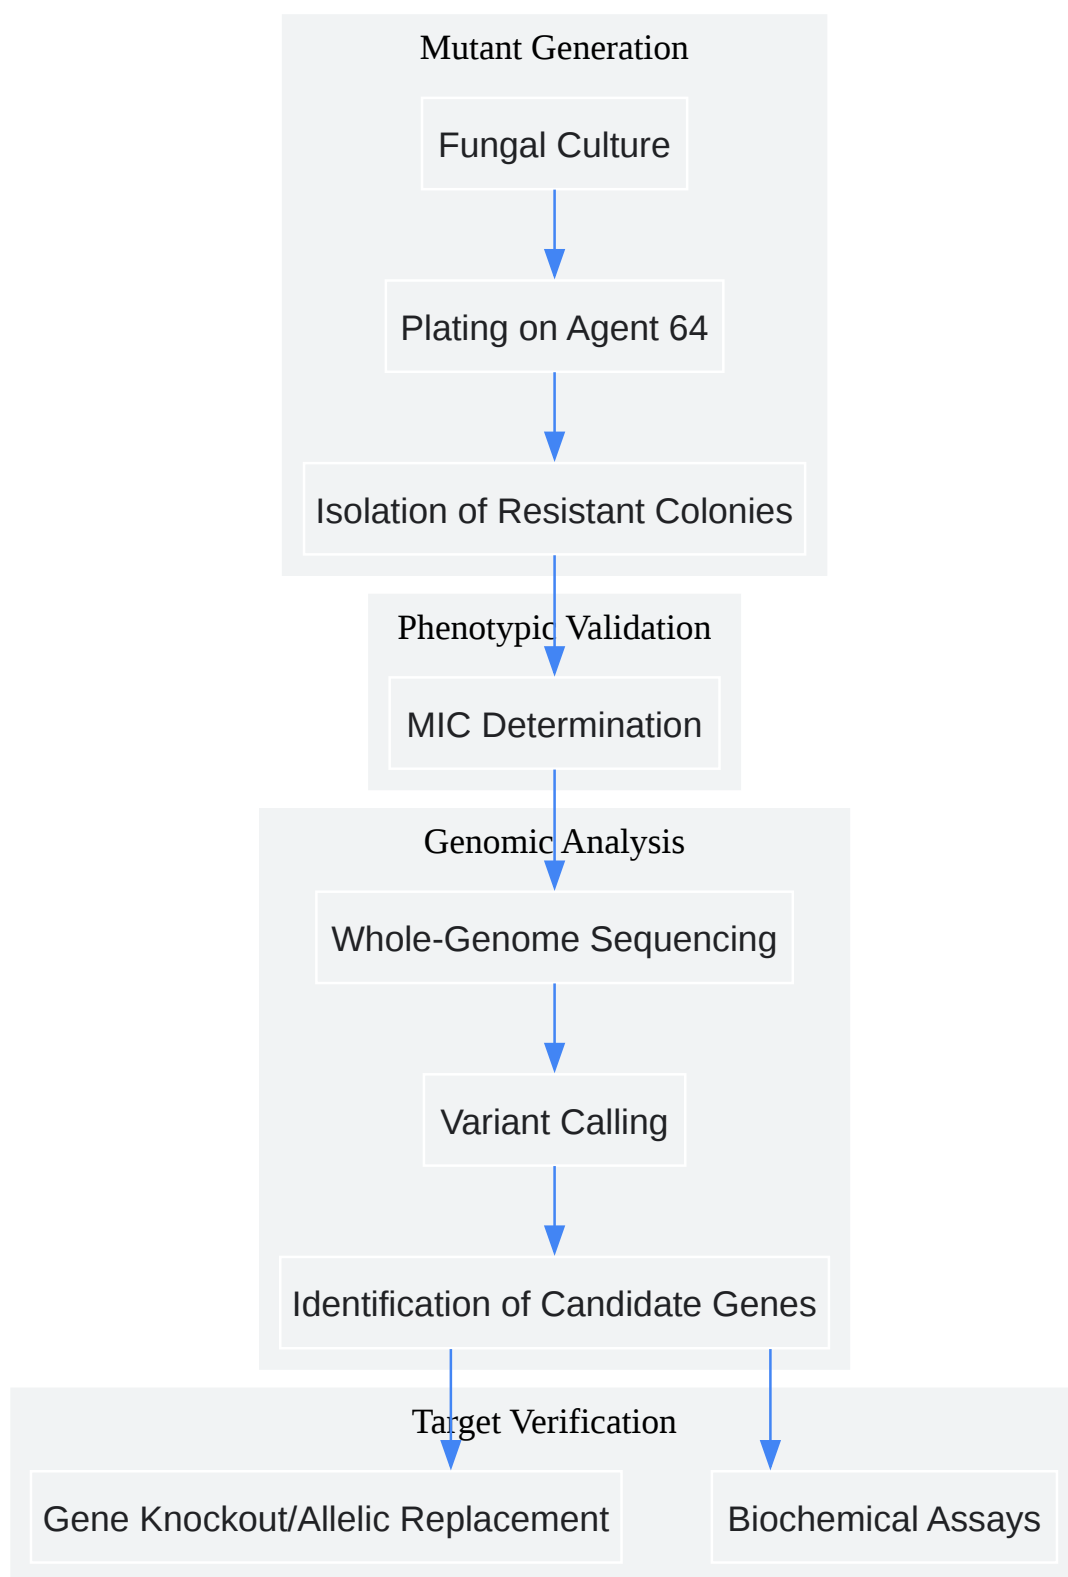 Mutant Generation
Fungal Culture
Plating on Agent 64
Isolation of Resistant Colonies
Phenotypic Validation
MIC Determination
Genomic Analysis
Whole-Genome Sequencing
Variant Calling
Identification of Candidate Genes
Target Verification
Gene Knockout/Allelic Replacement
Biochemical Assays